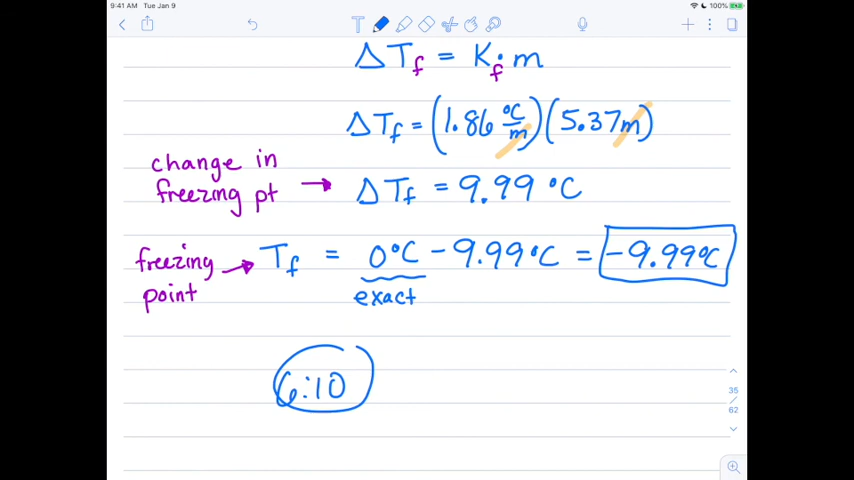 9:41 AM Tue Jan 9
100%
ΔTf = Kf · m
ΔTf = (1.86 °C/m)(5.37m)
change in
freezing pt → ΔTf = 9.99 °C
freezing
point → Tf = 0°C - 9.99°C = -9.99°C
exact
6:10
35
/
62